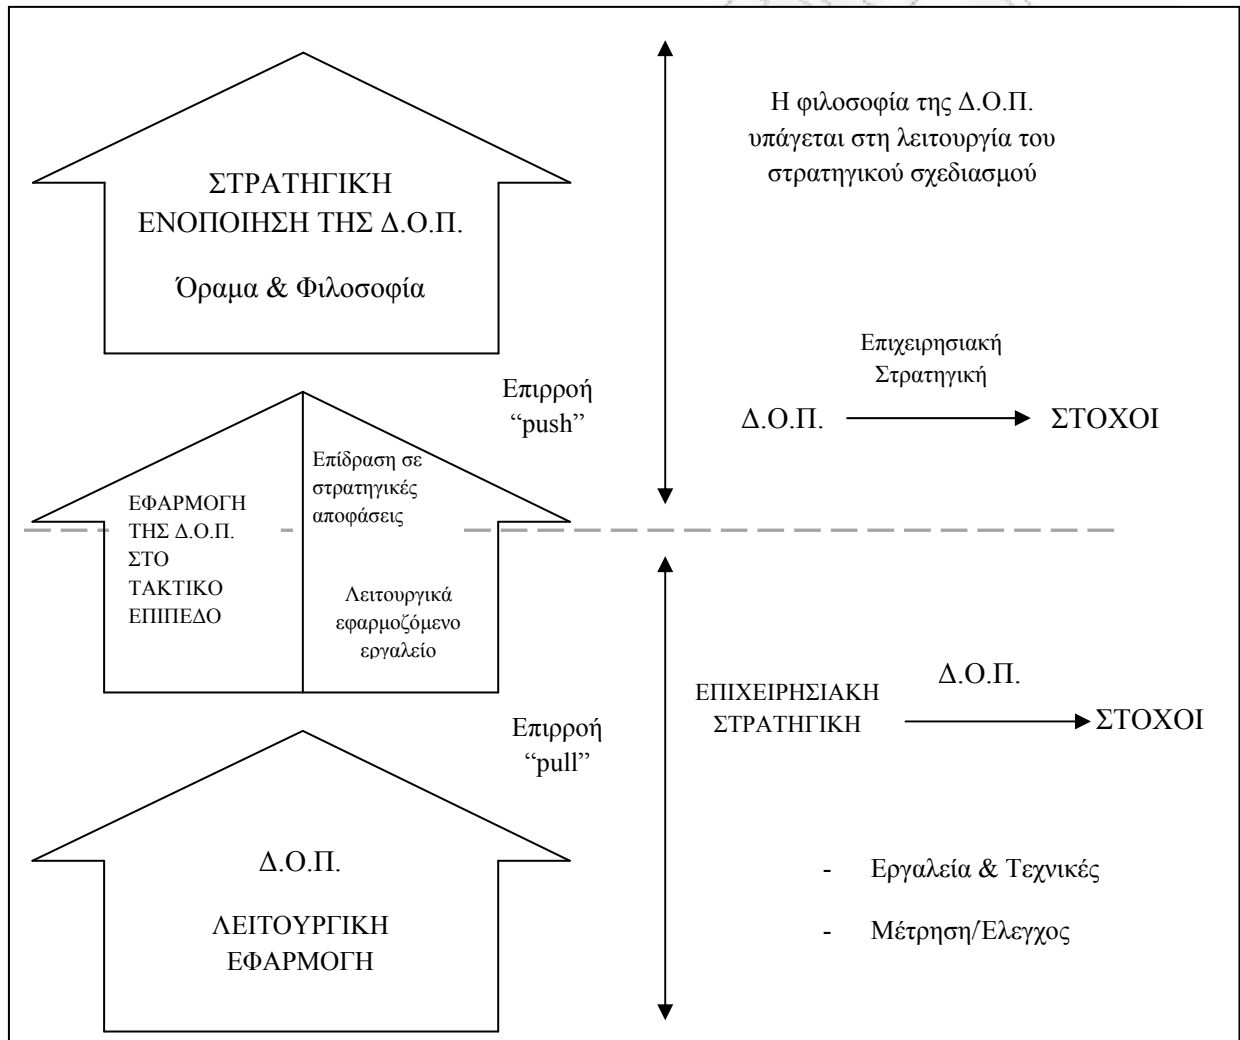 ΣΤΡΑΤΗΓΙΚΉ
ΕΝΟΠΟΙΗΣΗ ΤΗΣ Δ.Ο.Π.
Όραμα & Φιλοσοφία
Η φιλοσοφία της Δ.Ο.Π.
υπάγεται στη λειτουργία του
στρατηγικού σχεδιασμού
Επιχειρησιακή
Στρατηγική
Δ.Ο.Π.
ΣΤΟΧΟΙ
Επιρροή
“push”
ΕΦΑΡΜΟΓΗ
ΤΗΣ Δ.Ο.Π.
ΣΤΟ
ΤΑΚΤΙΚΟ
ΕΠΙΠΕΔΟ
Επίδραση σε
στρατηγικές
αποφάσεις
Λειτουργικά
εφαρμοζόμενο
εργαλείο
Επιρροή
“pull”
ΕΠΙΧΕΙΡΗΣΙΑΚΗ
ΣΤΡΑΤΗΓΙΚΗ
Δ.Ο.Π.
ΣΤΟΧΟΙ
Δ.Ο.Π.
ΛΕΙΤΟΥΡΓΙΚΗ
ΕΦΑΡΜΟΓΗ
- Εργαλεία & Τεχνικές
- Μέτρηση/Έλεγχος